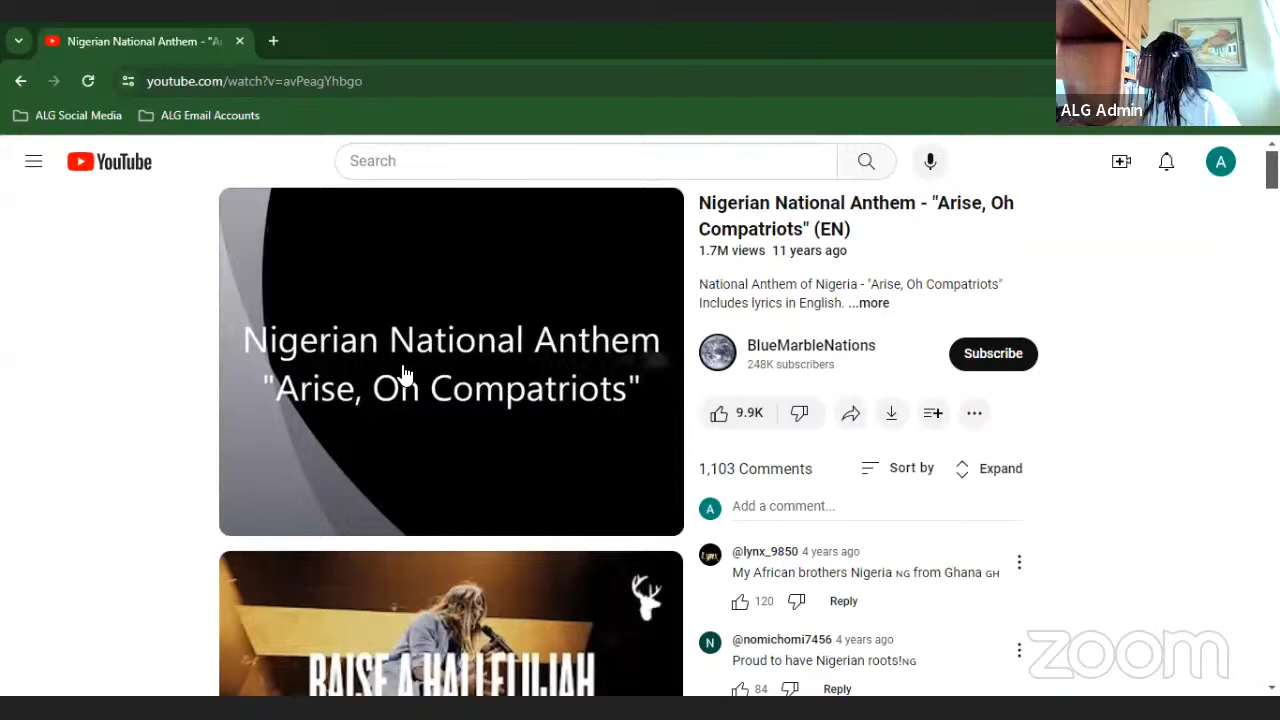 Nigerian National Anthem - "A
ALG Admin
youtube.com/watch?v=avPeagYhbgo
ALG Social Media
ALG Email Accounts
YouTube
Search
A
Nigerian National Anthem
"Arise, Oh Compatriots"
Nigerian National Anthem - "Arise, Oh
Compatriots" (EN)
1.7M views 11 years ago
National Anthem of Nigeria - "Arise, Oh Compatriots"
Includes lyrics in English. ...more
BlueMarbleNations
248K subscribers
Subscribe
9.9K
1,103 Comments
Sort by
Expand
A
Add a comment...
@lynx_9850 4 years ago
My African brothers Nigeria NG from Ghana GH
120
Reply
N
@nomichomi7456 4 years ago
Proud to have Nigerian roots!NG
84
Reply
RAISE A HALLELUJAH
zoom